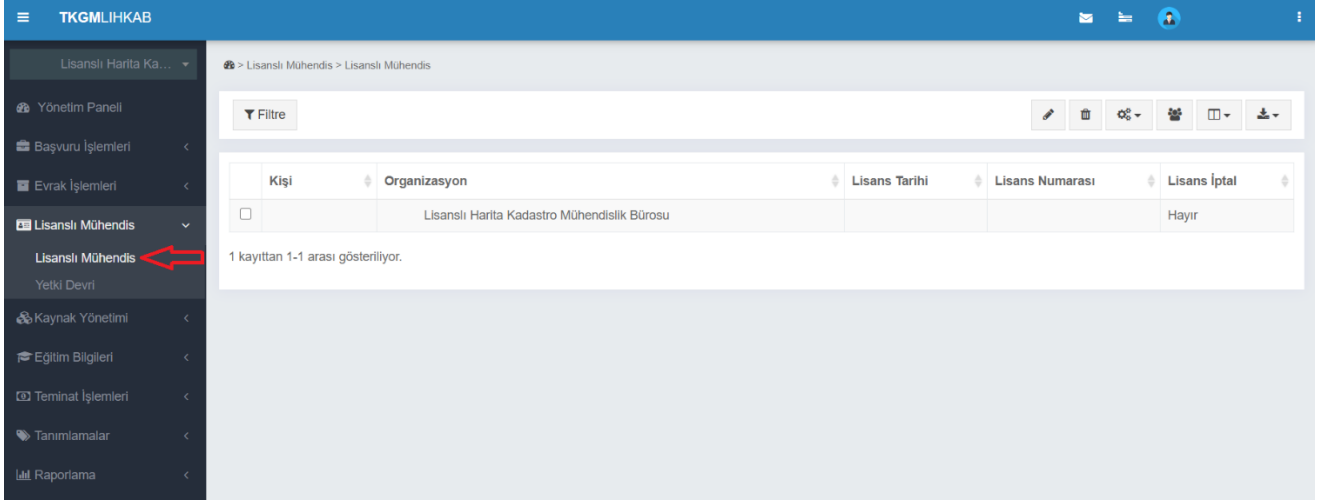 TKGMLIHKAB
Lisanslı Harita Ka...
> Lisanslı Mühendis > Lisanslı Mühendis
Yönetim Paneli
Filtre
Başvuru İşlemleri
Evrak İşlemleri
Kişi Organizasyon Lisans Tarihi Lisans Numarası Lisans İptal
Lisanslı Harita Kadastro Mühendislik Bürosu Hayır
Lisanslı Mühendis
Lisanslı Mühendis
1 kayıttan 1-1 arası gösteriliyor.
Yetki Devri
Kaynak Yönetimi
Eğitim Bilgileri
Teminat İşlemleri
Tanımlamalar
Raporlama